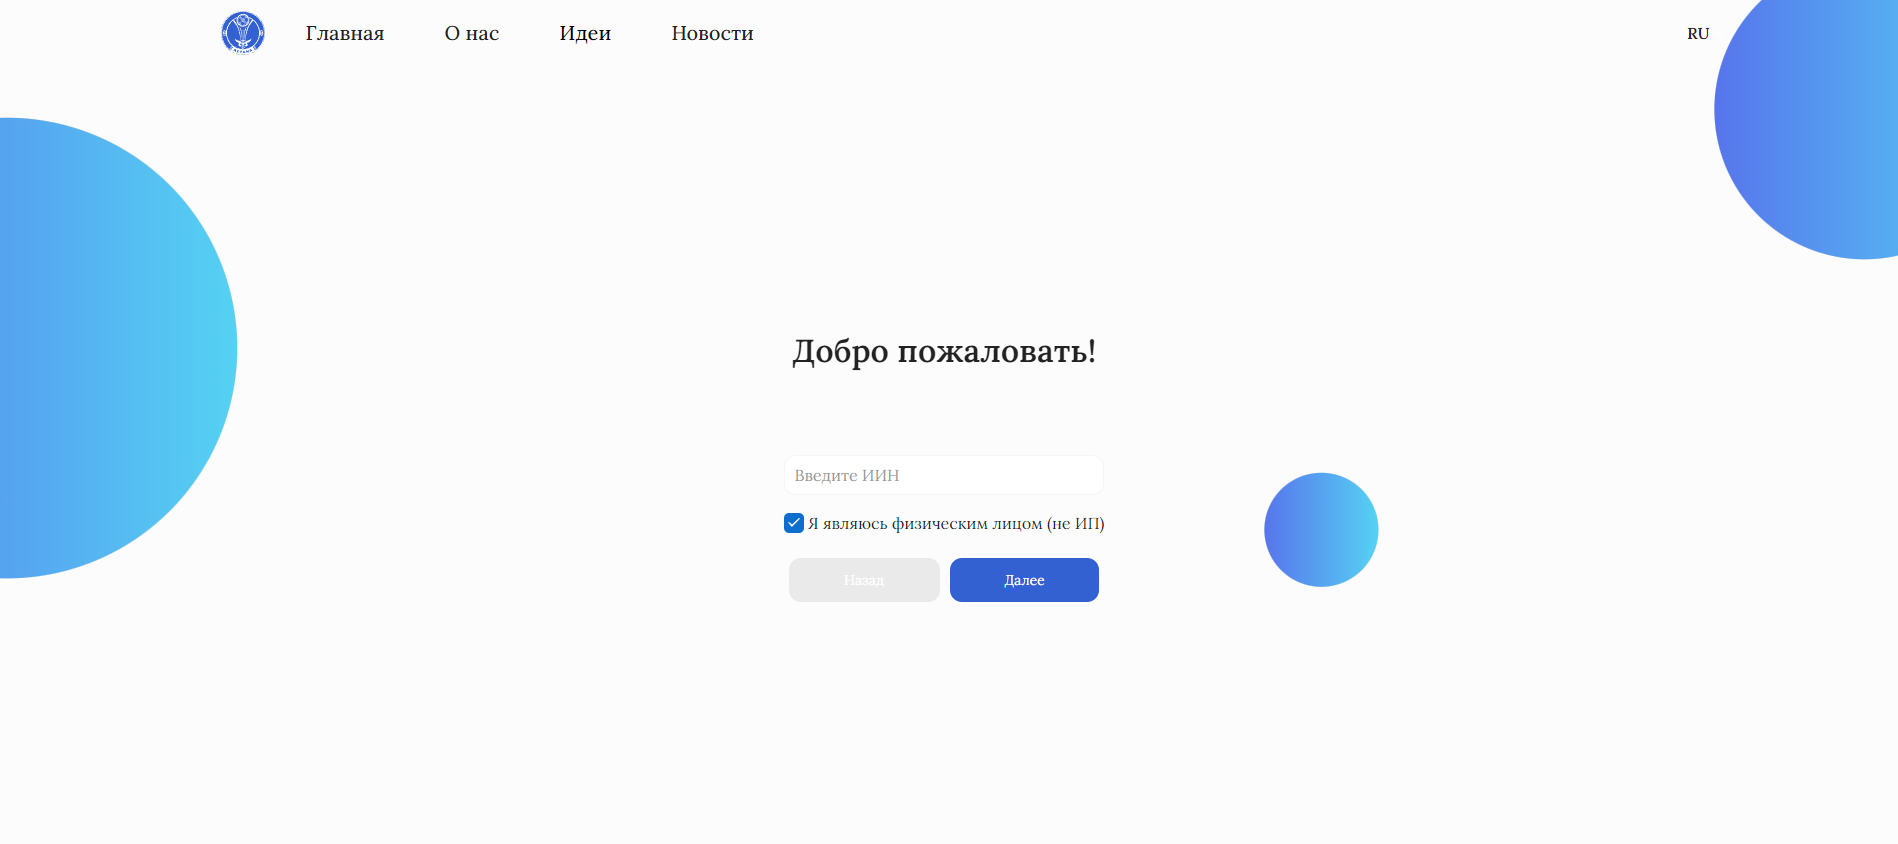 Главная О нас Идеи Новости RU
Добро пожаловать!
Введите ИИН
Я являюсь физическим лицом (не ИП)
Назад Далее